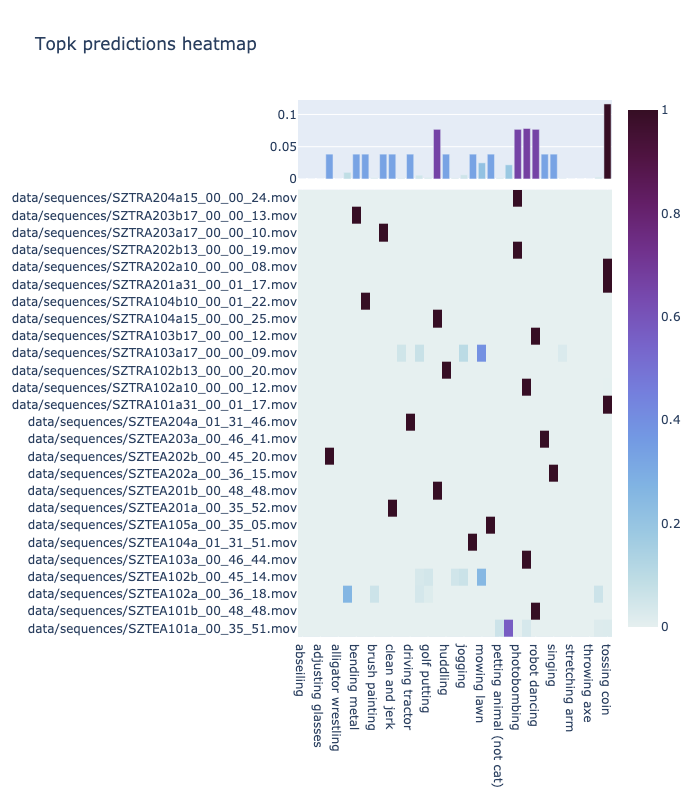 Topk predictions heatmap
0.1
0.05
0
1
0.8
0.6
0.4
0.2
0
data/sequences/SZTRA204a15_00_00_24.mov
data/sequences/SZTRA203b17_00_00_13.mov
data/sequences/SZTRA203a17_00_00_10.mov
data/sequences/SZTRA202b13_00_00_19.mov
data/sequences/SZTRA202a10_00_00_08.mov
data/sequences/SZTRA201a31_00_01_17.mov
data/sequences/SZTRA104b10_00_01_22.mov
data/sequences/SZTRA104a15_00_00_25.mov
data/sequences/SZTRA103b17_00_00_12.mov
data/sequences/SZTRA103a17_00_00_09.mov
data/sequences/SZTRA102b13_00_00_20.mov
data/sequences/SZTRA102a10_00_00_12.mov
data/sequences/SZTRA101a31_00_01_17.mov
data/sequences/SZTEA204a_01_31_46.mov
data/sequences/SZTEA203a_00_46_41.mov
data/sequences/SZTEA202b_00_45_20.mov
data/sequences/SZTEA202a_00_36_15.mov
data/sequences/SZTEA201b_00_48_48.mov
data/sequences/SZTEA201a_00_35_52.mov
data/sequences/SZTEA105a_00_35_05.mov
data/sequences/SZTEA104a_01_31_51.mov
data/sequences/SZTEA103a_00_46_44.mov
data/sequences/SZTEA102b_00_45_14.mov
data/sequences/SZTEA102a_00_36_18.mov
data/sequences/SZTEA101b_00_48_48.mov
data/sequences/SZTEA101a_00_35_51.mov
abseiling
adjusting glasses
alligator wrestling
bending metal
brush painting
clean and jerk
driving tractor
golf putting
huddling
jogging
mowing lawn
petting animal (not cat)
photobombing
robot dancing
singing
stretching arm
throwing axe
tossing coin